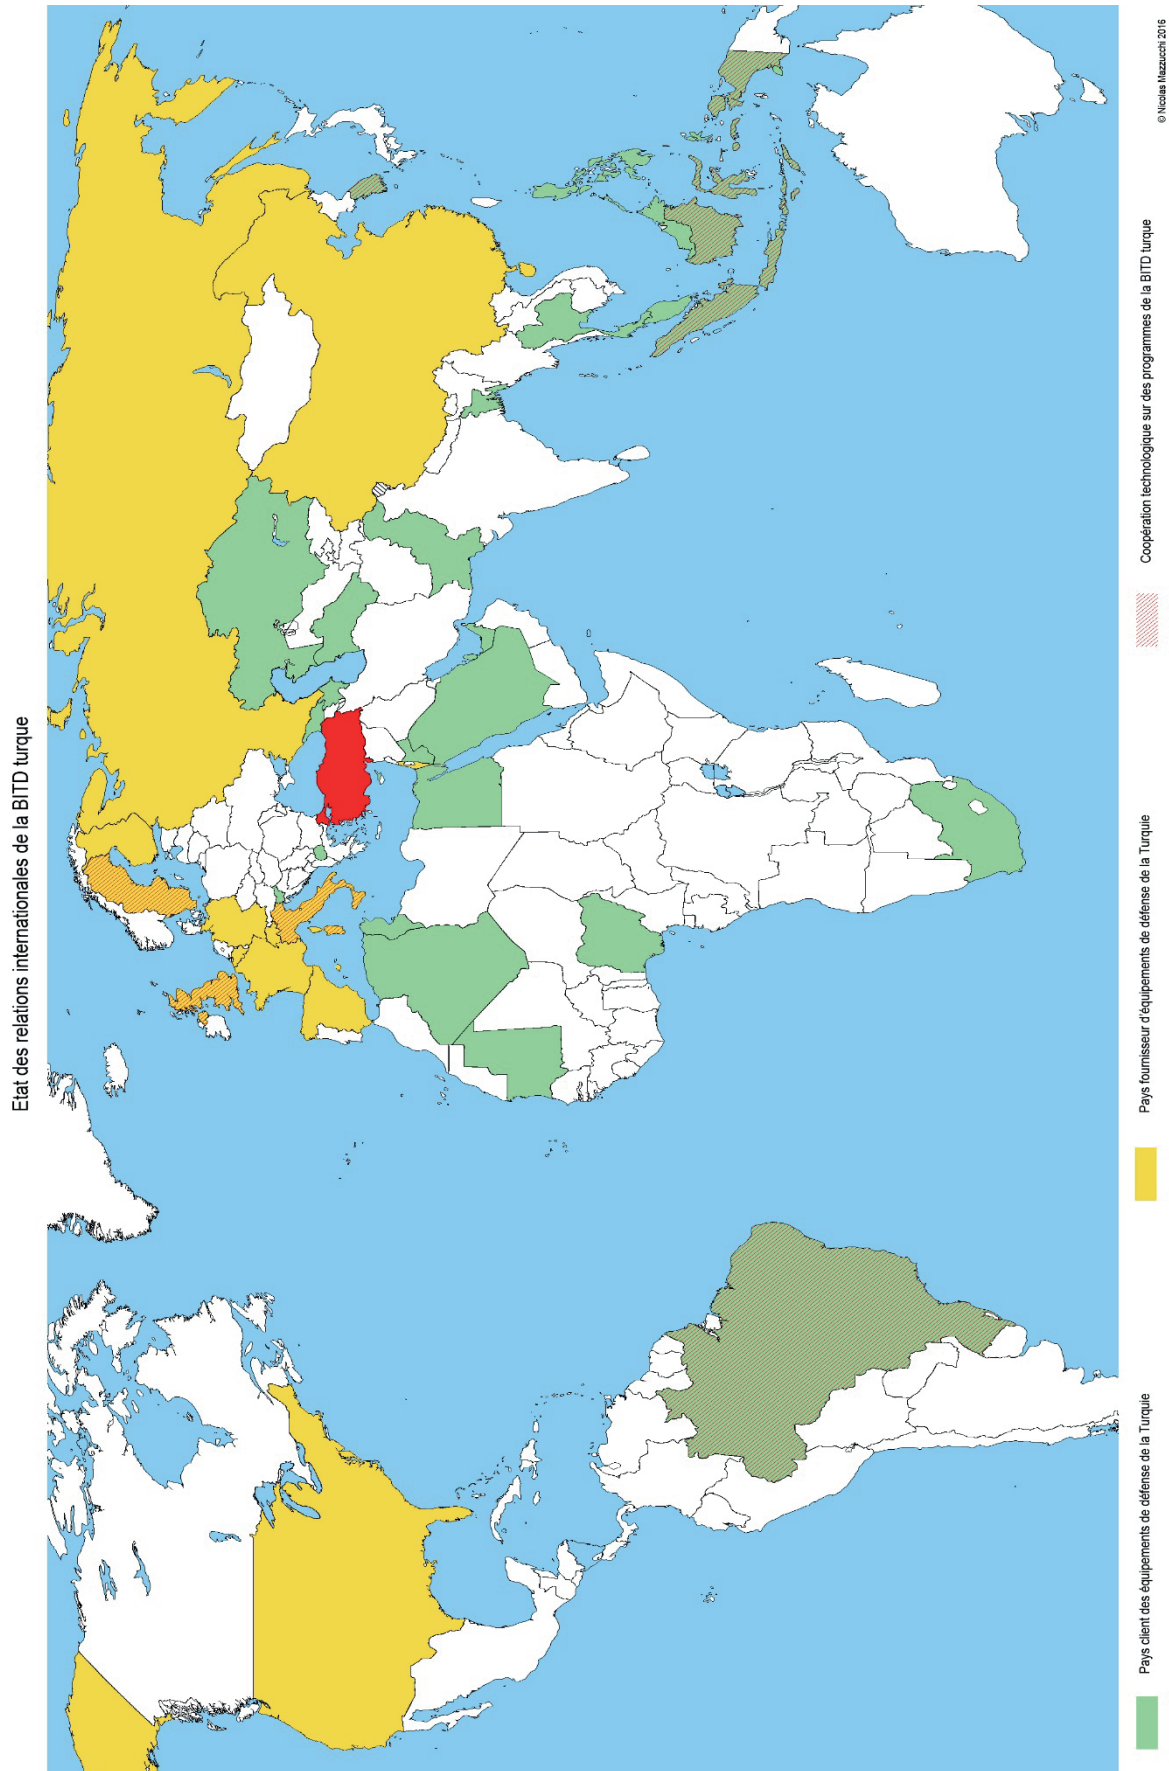 Etat des relations internationales de la BITD turque
Pays client des équipements de défense de la Turquie
Pays fournisseur d'équipements de défense de la Turquie
Coopération technologique sur des programmes de la BITD turque
© Nicolas Mazzucchi 2016